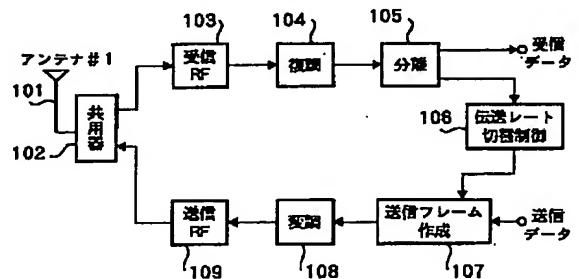 アンテナ#1
101
共用器
102
103
受信
RF
104
復調
105
分離
受信
データ
106
伝送レート
切替制御
送信フレーム
作成
107
送信
データ
変調
108
送信
RF
109